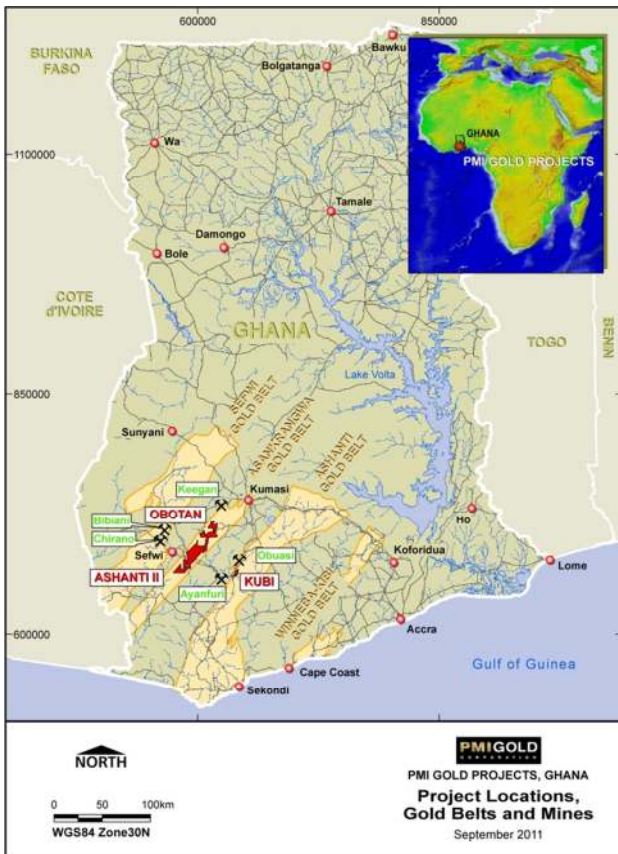 600000
850000
BURKINA
FASO
Bawku
Bolgatanga
GHANA
PMI GOLD PROJECTS
Wa
1100000
Tamale
Damongo
Bole
COTE
d'IVOIRE
GHANA
TOGO
BENIN
Lake Volta
850000
SEFWI
GOLD BELT
ASANKRANGWA
GOLD BELT
ASHANTI
GOLD BELT
Sunyani
Keegan
Kumasi
OBOTAN
Bibiani
Chirano
Ho
Sefwi
Obuasi
Koforidua
Lome
ASHANTI II
KUBI
Ayanfuri
WINNEBA-KIBI
GOLD BELT
600000
Accra
Gulf of Guinea
Cape Coast
Sekondi
NORTH
0 50 100km
WGS84 Zone30N
PMI GOLD
CORPORATION
PMI GOLD PROJECTS, GHANA
Project Locations,
Gold Belts and Mines
September 2011